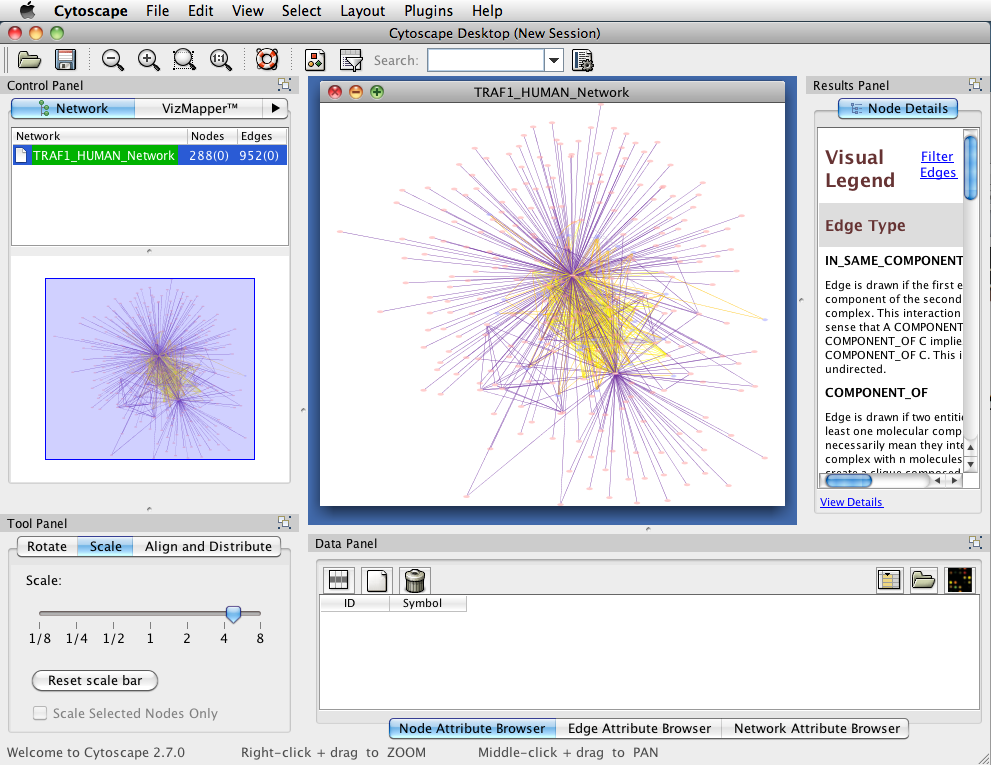 Cytoscape File Edit View Select Layout Plugins Help
Cytoscape Desktop (New Session)
Search:
Control Panel
Network VizMapper™
Network Nodes Edges
TRAF1_HUMAN_Network 288(0) 952(0)
TRAF1_HUMAN_Network
Results Panel
Node Details
Visual
Legend
Filter
Edges
Edge Type
IN_SAME_COMPONENT
Edge is drawn if the first e
component of the second
complex. This interaction
sense that A COMPONENT
COMPONENT_OF C implie
COMPONENT_OF C. This i
undirected.
COMPONENT_OF
Edge is drawn if two entitie
least one molecular comp
necessarily mean they inte
complex with n molecules
create a clique composed
View Details
Tool Panel
Rotate Scale Align and Distribute
Scale:
1/8 1/4 1/2 1 2 4 8
Reset scale bar
Scale Selected Nodes Only
Data Panel
ID Symbol
Node Attribute Browser Edge Attribute Browser Network Attribute Browser
Welcome to Cytoscape 2.7.0 Right-click + drag to ZOOM Middle-click + drag to PAN